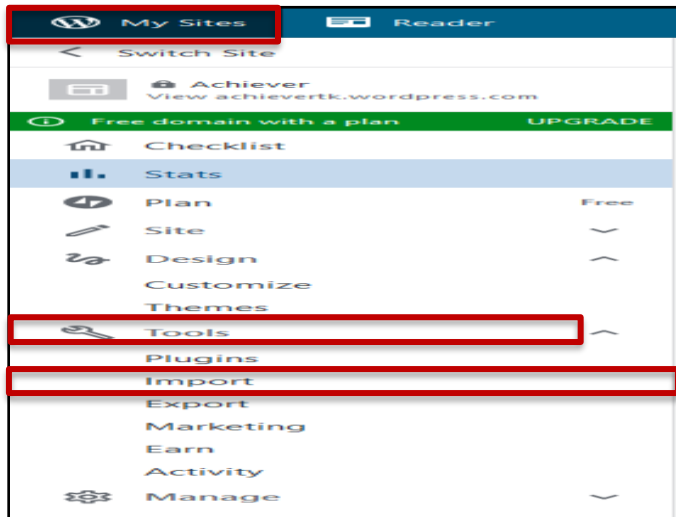 My Sites Reader
Switch Site
Achiever
View achievertk.wordpress.com
Free domain with a plan UPGRADE
Checklist
Stats
Plan Free
Site
Design
Customize
Themes
Tools
Plugins
Import
Export
Marketing
Earn
Activity
Manage